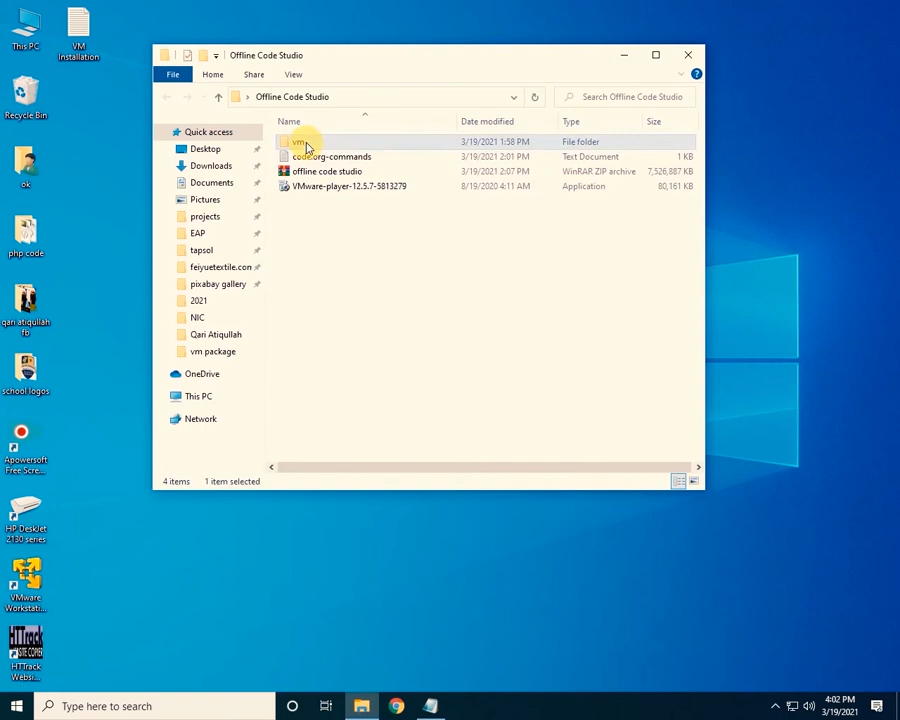 This PC
VM
Installation
Recycle Bin
ok
php code
qari atiqullah
fb
school logos
Apowersoft
Free Scre...
HP DeskJet
2130 series
VMware
Workstati...
HTTrack
HTTrack
Websi...
Offline Code Studio
File
Home
Share
View
Offline Code Studio
Search Offline Code Studio
Quick access
Desktop
Downloads
Documents
Pictures
projects
EAP
tapsol
feiyuetextile.con
pixabay gallery
2021
NIC
Qari Atiqullah
vm package
OneDrive
This PC
Network
Name Date modified Type Size
vm 3/19/2021 1:58 PM File folder
code.org-commands 3/19/2021 2:01 PM Text Document 1 KB
offline code studio 3/19/2021 2:07 PM WinRAR ZIP archive 7,526,887 KB
VMware-player-12.5.7-5813279 8/19/2020 4:11 AM Application 80,161 KB
4 items 1 item selected
Type here to search
4:02 PM
3/19/2021